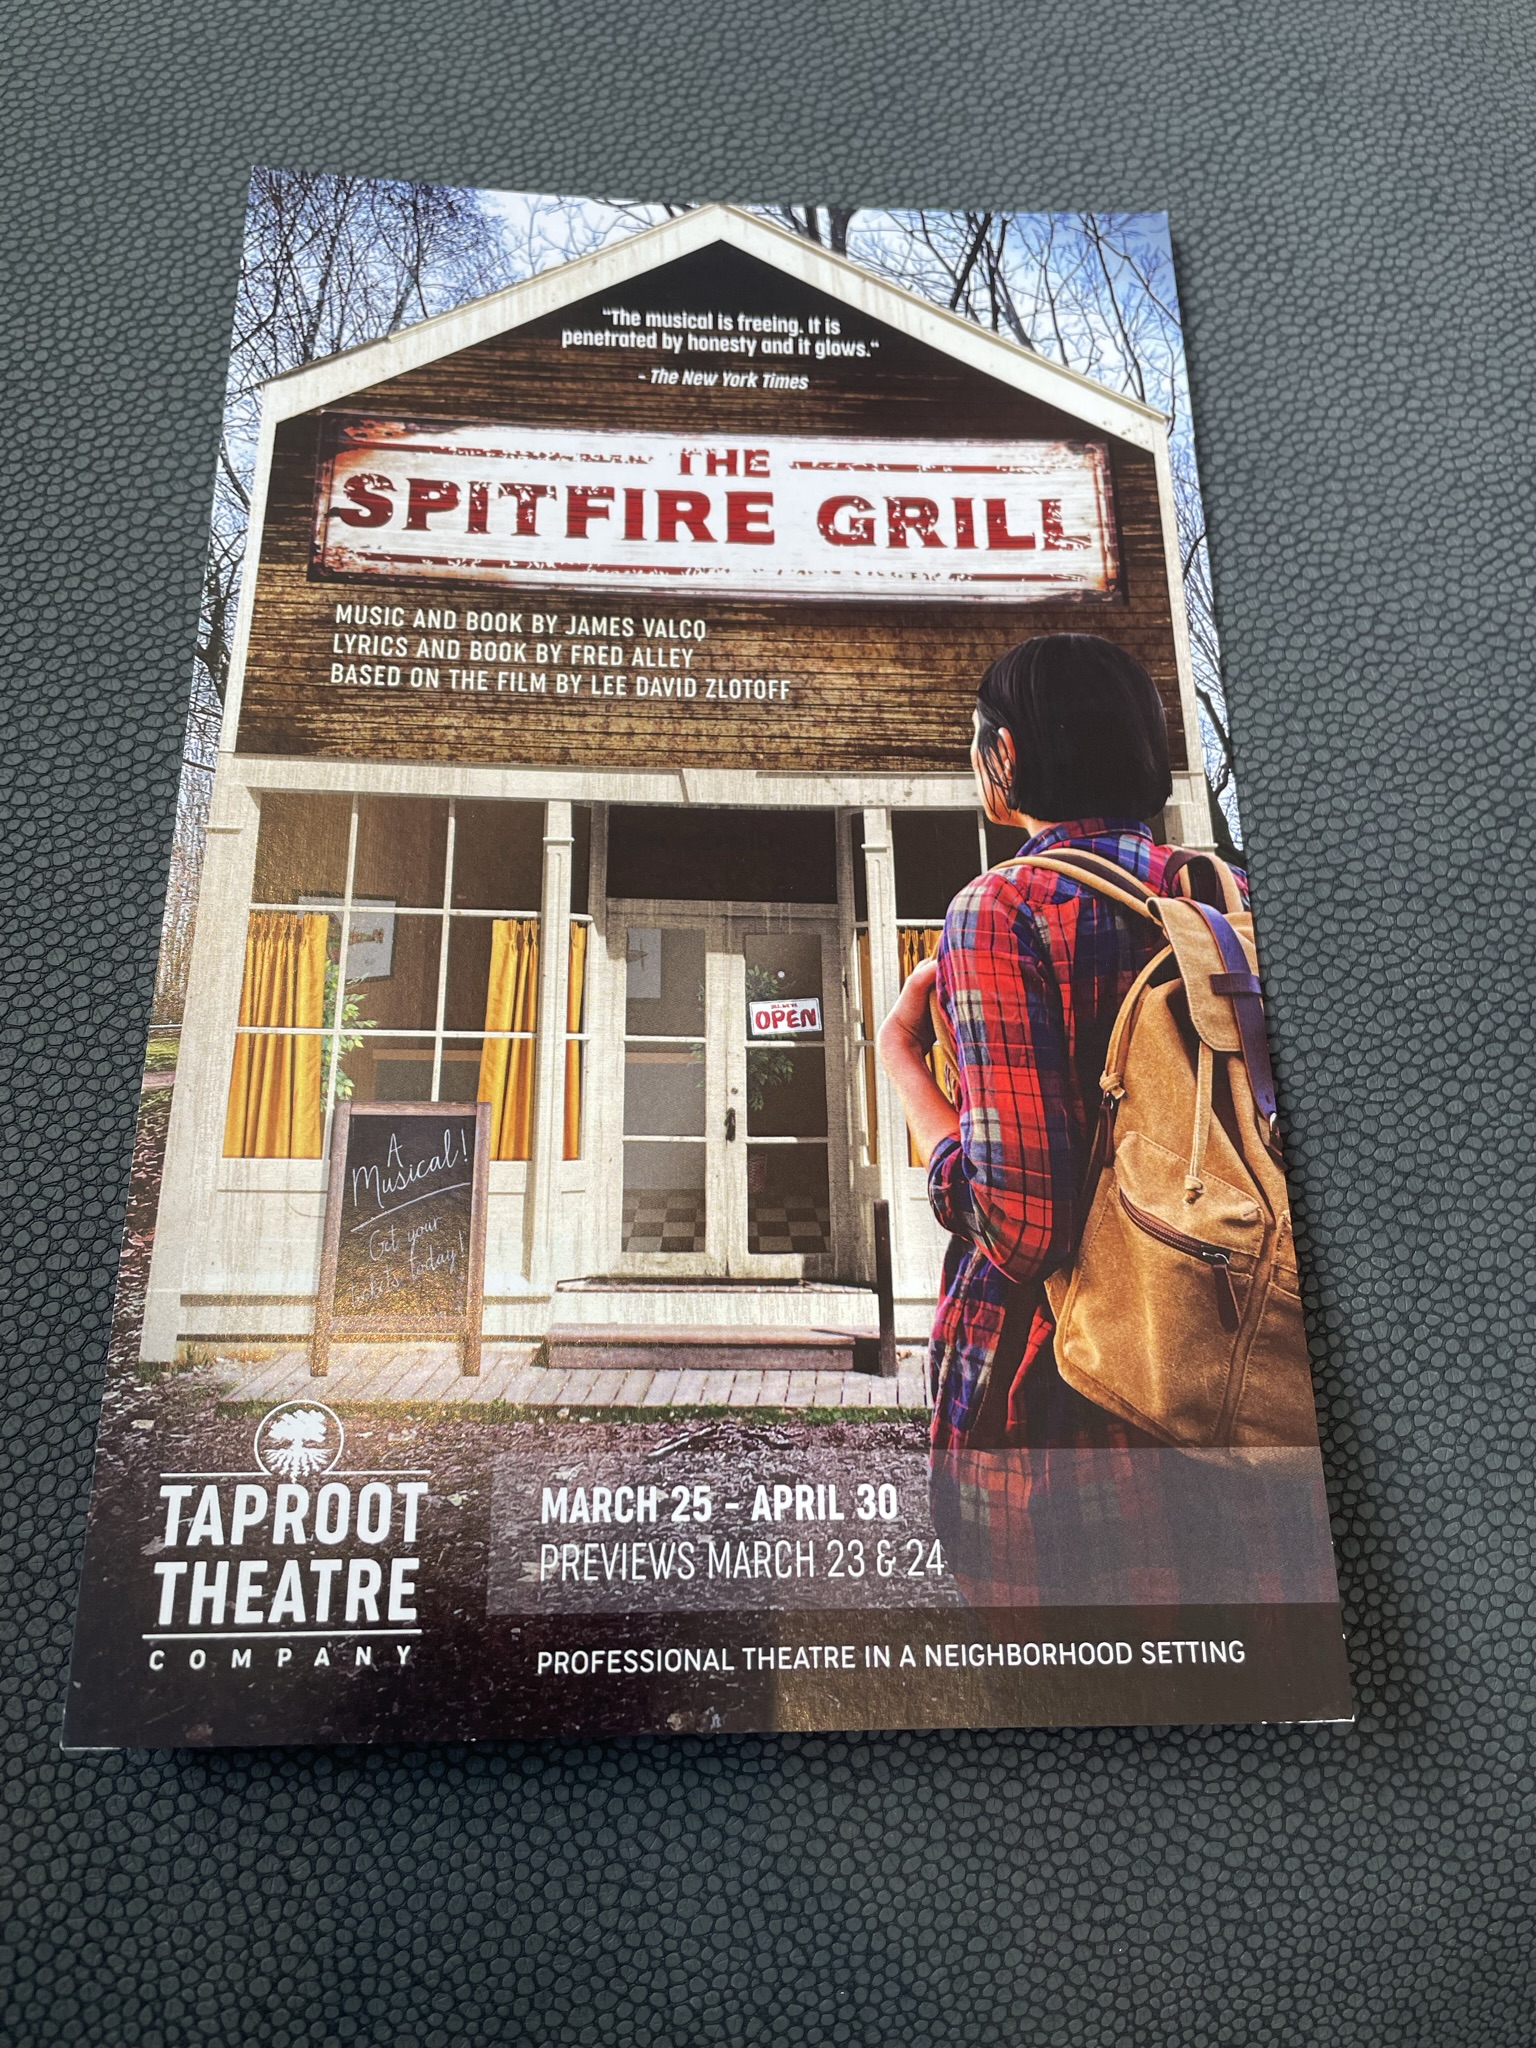 "The musical is freeing. It is
penetrated by honesty and it glows."
- The New York Times
THE
SPITFIRE GRILL
MUSIC AND BOOK BY JAMES VALCQ
LYRICS AND BOOK BY FRED ALLEY
BASED ON THE FILM BY LEE DAVID ZLOTOFF
OPEN
A
Musical!
Get your
tickets today!
TAPROOT
THEATRE
COMPANY
MARCH 25 - APRIL 30
PREVIEWS MARCH 23 & 24
PROFESSIONAL THEATRE IN A NEIGHBORHOOD SETTING